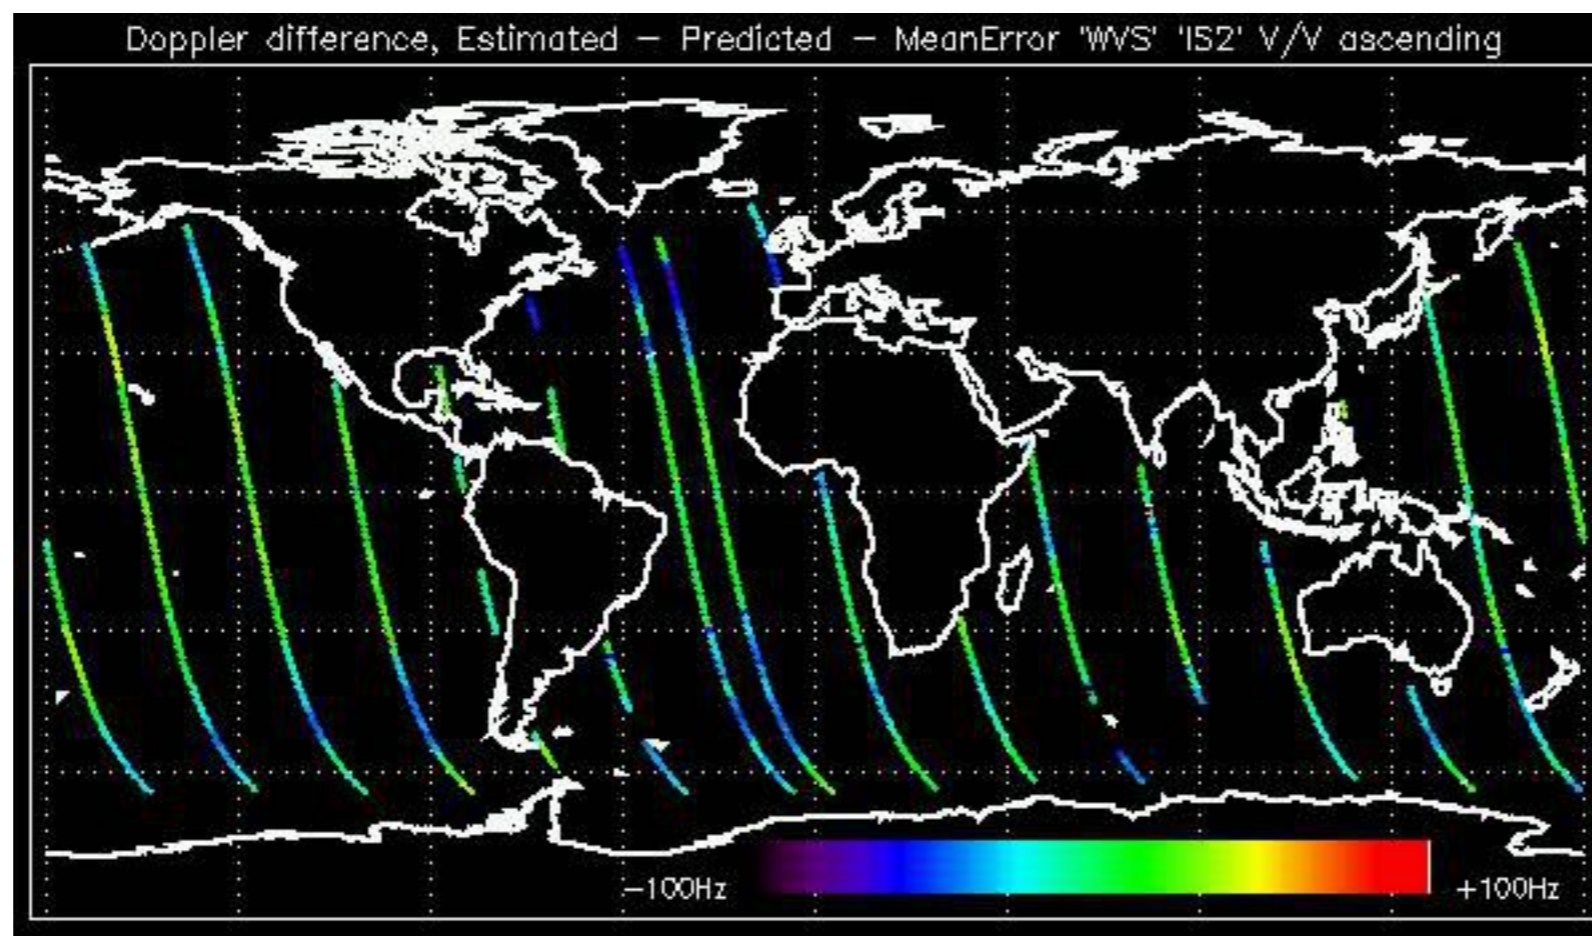 Doppler difference, Estimated — Predicted — MeanError 'WVS' 'IS2' V/V ascending
—100Hz
+100Hz